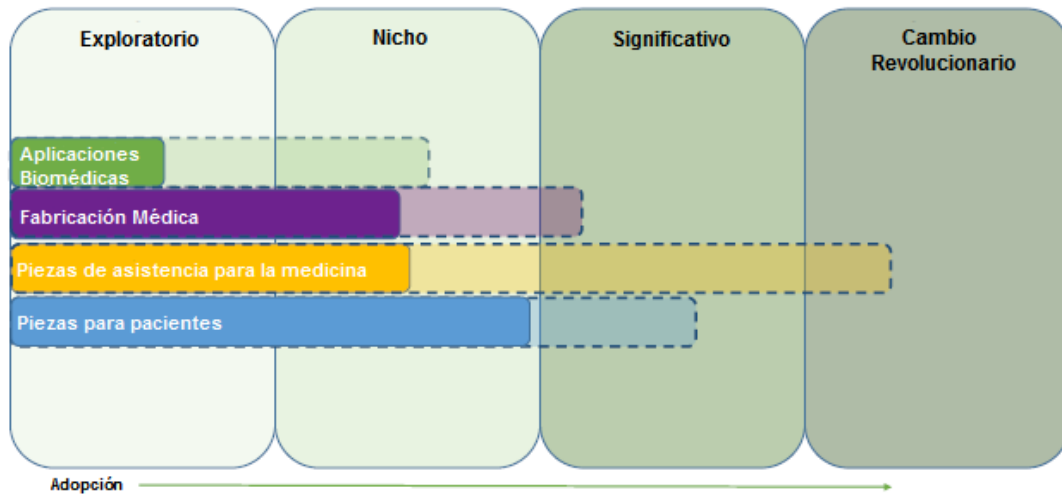 Exploratorio
Nicho
Significativo
Cambio
Revolucionario
Aplicaciones
Biomédicas
Fabricación Médica
Piezas de asistencia para la medicina
Piezas para pacientes
Adopción